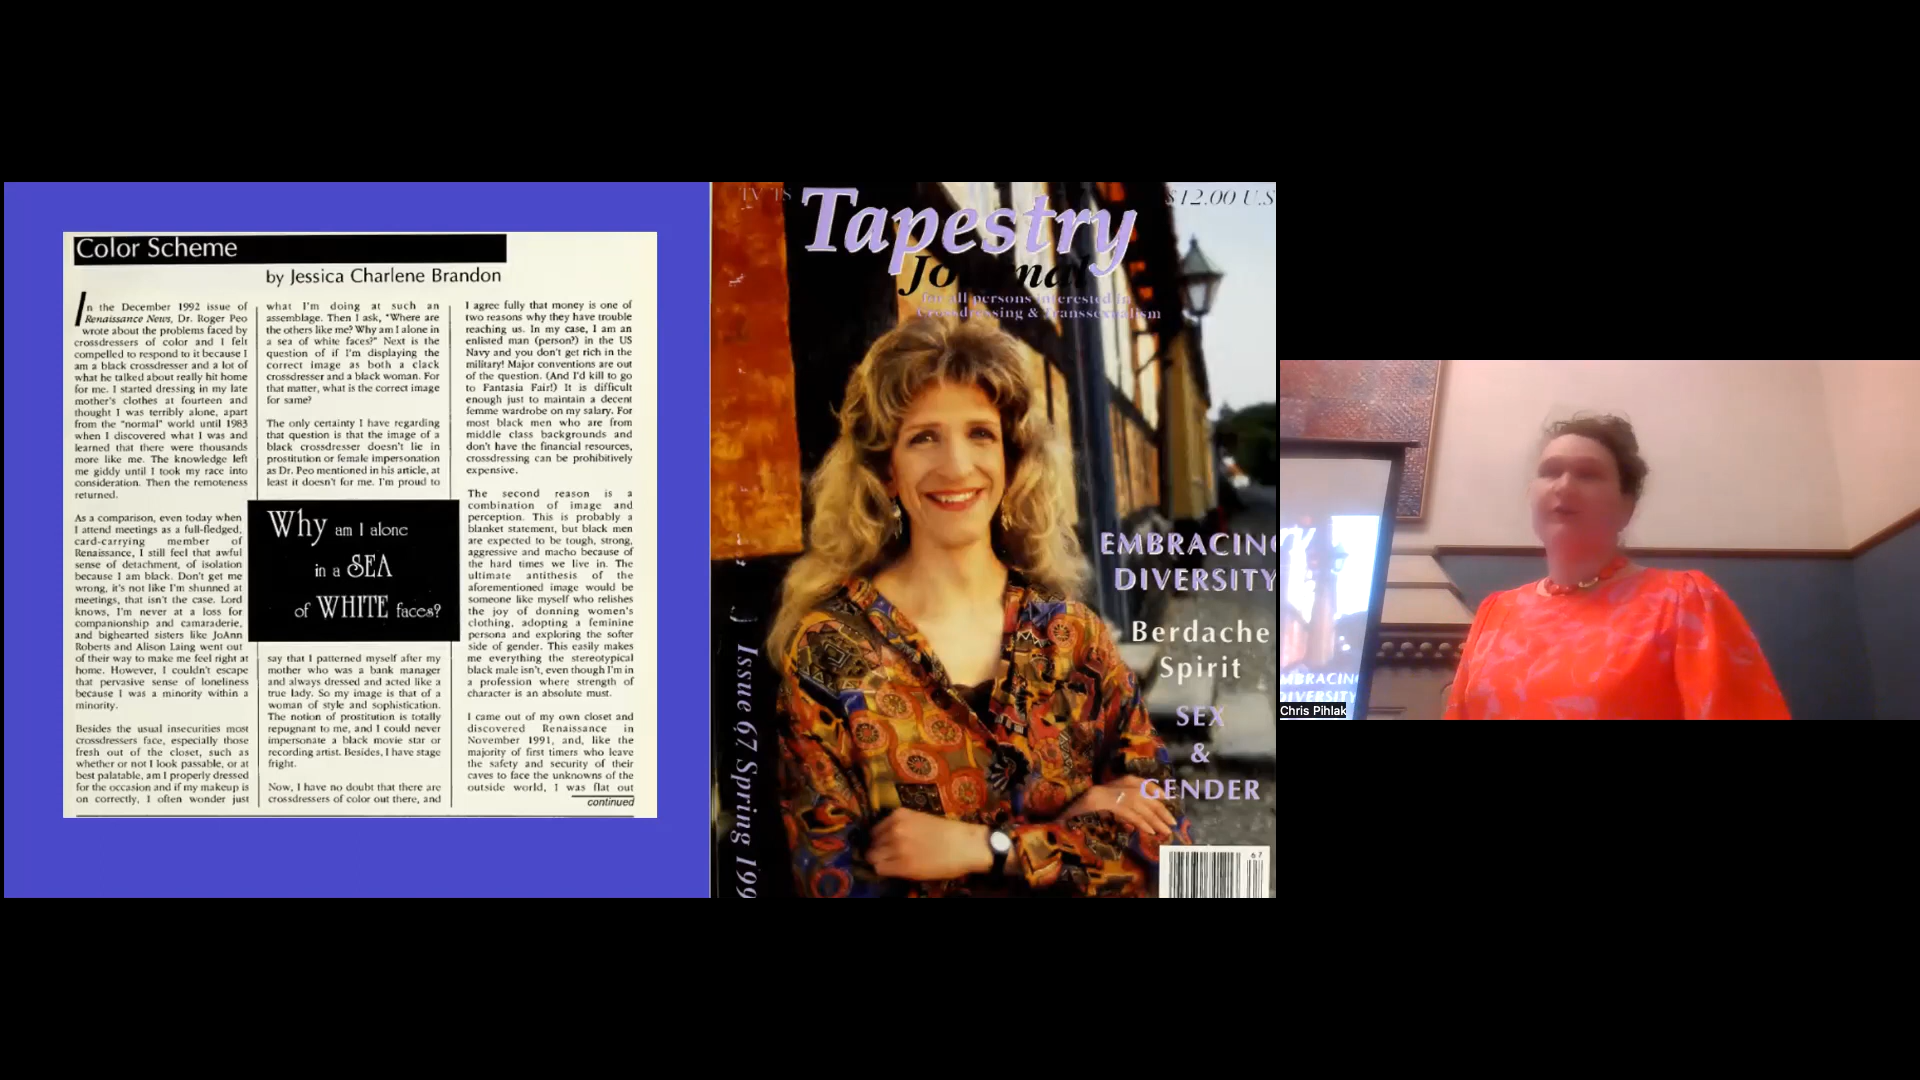 Color Scheme
by Jessica Charlene Brandon
In the December 1992 issue of
Renaissance News, Dr. Roger Peo
wrote about the problems faced by
crossdressers of color and I felt
compelled to respond to it because I
am a black crossdresser and a lot of
what he talked about really hit home
for me. I started dressing in my late
mother's clothes at fourteen and
thought I was terribly alone, apart
from the "normal" world until 1983
when I discovered what I was and
learned that there were thousands
more like me. The knowledge left
me giddy until I took my race into
consideration. Then the remoteness
returned.
As a comparison, even today when
I attend meetings as a full-fledged,
card-carrying member of
Renaissance, I still feel that awful
sense of detachment, of isolation
because I am black. Don't get me
wrong, it's not like I'm shunned at
meetings, that isn't the case. Lord
knows, I'm never at a loss for
companionship and camaraderie,
and bighearted sisters like JoAnn
Roberts and Alison Laing went out
of their way to make me feel right at
home. However, I couldn't escape
that pervasive sense of loneliness
because I was a minority within a
minority.
Besides the usual insecurities most
crossdressers face, especially those
fresh out of the closet, such as
whether or not I look passable, or at
best palatable, am I properly dressed
for the occasion and if my makeup is
on correctly, I often wonder just
what I'm doing at such an
assemblage. Then I ask, "Where are
the others like me? Why am I alone in
a sea of white faces?" Next is the
question of if I'm displaying the
correct image as both a clack
crossdresser and a black woman. For
that matter, what is the correct image
for same?
The only certainty I have regarding
that question is that the image of a
black crossdresser doesn't lie in
prostitution or female impersonation
as Dr. Peo mentioned in his article, at
least it doesn't for me. I'm proud to
Why am I alone
in a SEA
of WHITE faces?
say that I patterned myself after my
mother who was a bank manager
and always dressed and acted like a
true lady. So my image is that of a
woman of style and sophistication.
The notion of prostitution is totally
repugnant to me, and I could never
impersonate a black movie star or
recording artist. Besides, I have stage
fright.
Now, I have no doubt that there are
crossdressers of color out there, and
I agree fully that money is one of
two reasons why they have trouble
reaching us. In my case, I am an
enlisted man (person?) in the US
Navy and you don't get rich in the
military! Major conventions are out
of the question. (And I'd kill to go
to Fantasia Fair!) It is difficult
enough just to maintain a decent
femme wardrobe on my salary. For
most black men who are from
middle class backgrounds and
don't have the financial resources,
crossdressing can be prohibitively
expensive.
The second reason is a
combination of image and
perception. This is probably a
blanket statement, but black men
are expected to be tough, strong,
aggressive and macho because of
the hard times we live in. The
ultimate antithesis of the
aforementioned image would be
someone like myself who relishes
the joy of donning women's
clothing, adopting a feminine
persona and exploring the softer
side of gender. This easily makes
me everything the stereotypical
black male isn't, even though I'm in
a profession where strength of
character is an absolute must.
I came out of my own closet and
discovered Renaissance in
November 1991, and, like the
majority of first timers who leave
the safety and security of their
caves to face the unknowns of the
outside world, I was flat out
continued
TV TS
$12.00 U.S
Tapestry
Journal
for all persons interested in
Crossdressing & Transsexualism
EMBRACING
DIVERSITY
Berdache
Spirit
SEX
&
GENDER
Issue 67 Spring 199
67
MBRACING
DIVERSITY
Chris Pihlak